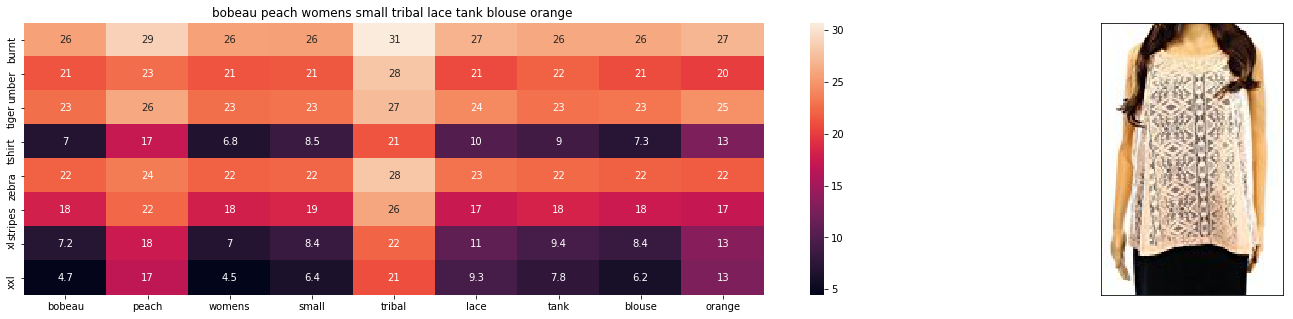 bobeau peach womens small tribal lace tank blouse orange
burnt 26 29 26 26 31 27 26 26 27
umber 21 23 21 21 28 21 22 21 20
tiger 23 26 23 23 27 24 23 23 25
tshirt 7 17 6.8 8.5 21 10 9 7.3 13
zebra 22 24 22 22 28 23 22 22 22
stripes 18 22 18 19 26 17 18 18 17
xl 7.2 18 7 8.4 22 11 9.4 8.4 13
xxl 4.7 17 4.5 6.4 21 9.3 7.8 6.2 13
bobeau peach womens small tribal lace tank blouse orange
30
25
20
15
10
5